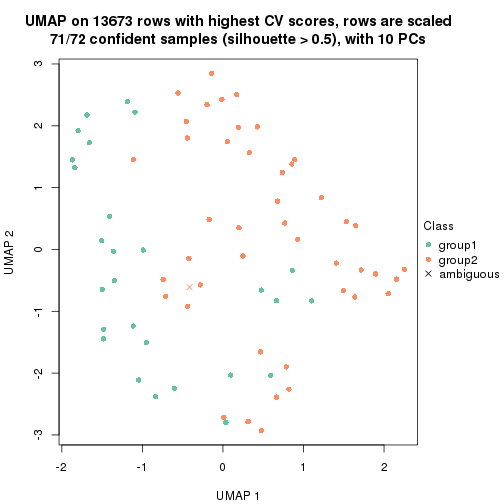 UMAP on 13673 rows with highest CV scores, rows are scaled
71/72 confident samples (silhouette > 0.5), with 10 PCs
3
2
1
0
-1
-2
-3
UMAP 2
-2 -1 0 1 2
UMAP 1
Class
group1
group2
ambiguous